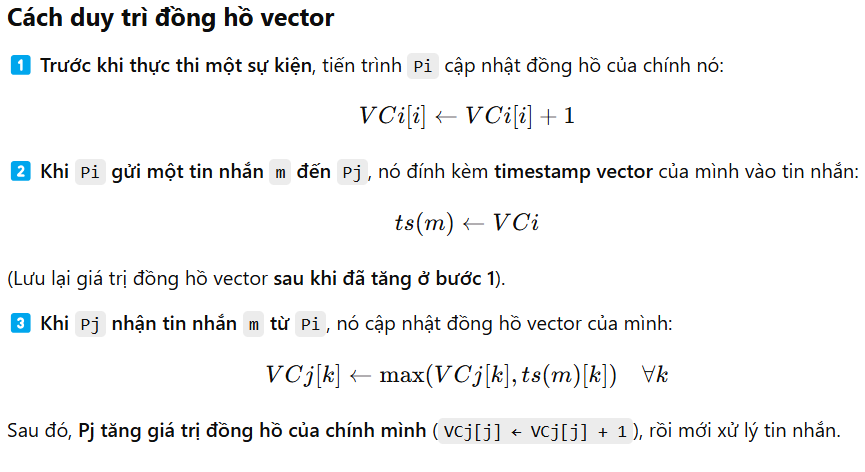 Cách duy trì đồng hồ vector
1 Trước khi thực thi một sự kiện, tiến trình Pi cập nhật đồng hồ của chính nó:
VCi[i] ← VCi[i] + 1
2 Khi Pi gửi một tin nhắn m đến Pj, nó đính kèm timestamp vector của mình vào tin nhắn:
ts(m) ← VCi
(Lưu lại giá trị đồng hồ vector sau khi đã tăng ở bước 1).
3 Khi Pj nhận tin nhắn m từ Pi, nó cập nhật đồng hồ vector của mình:
VCj[k] ← max(VCj[k], ts(m)[k]) ∀k
Sau đó, Pj tăng giá trị đồng hồ của chính mình (VCj[j] ← VCj[j] + 1), rồi mới xử lý tin nhắn.